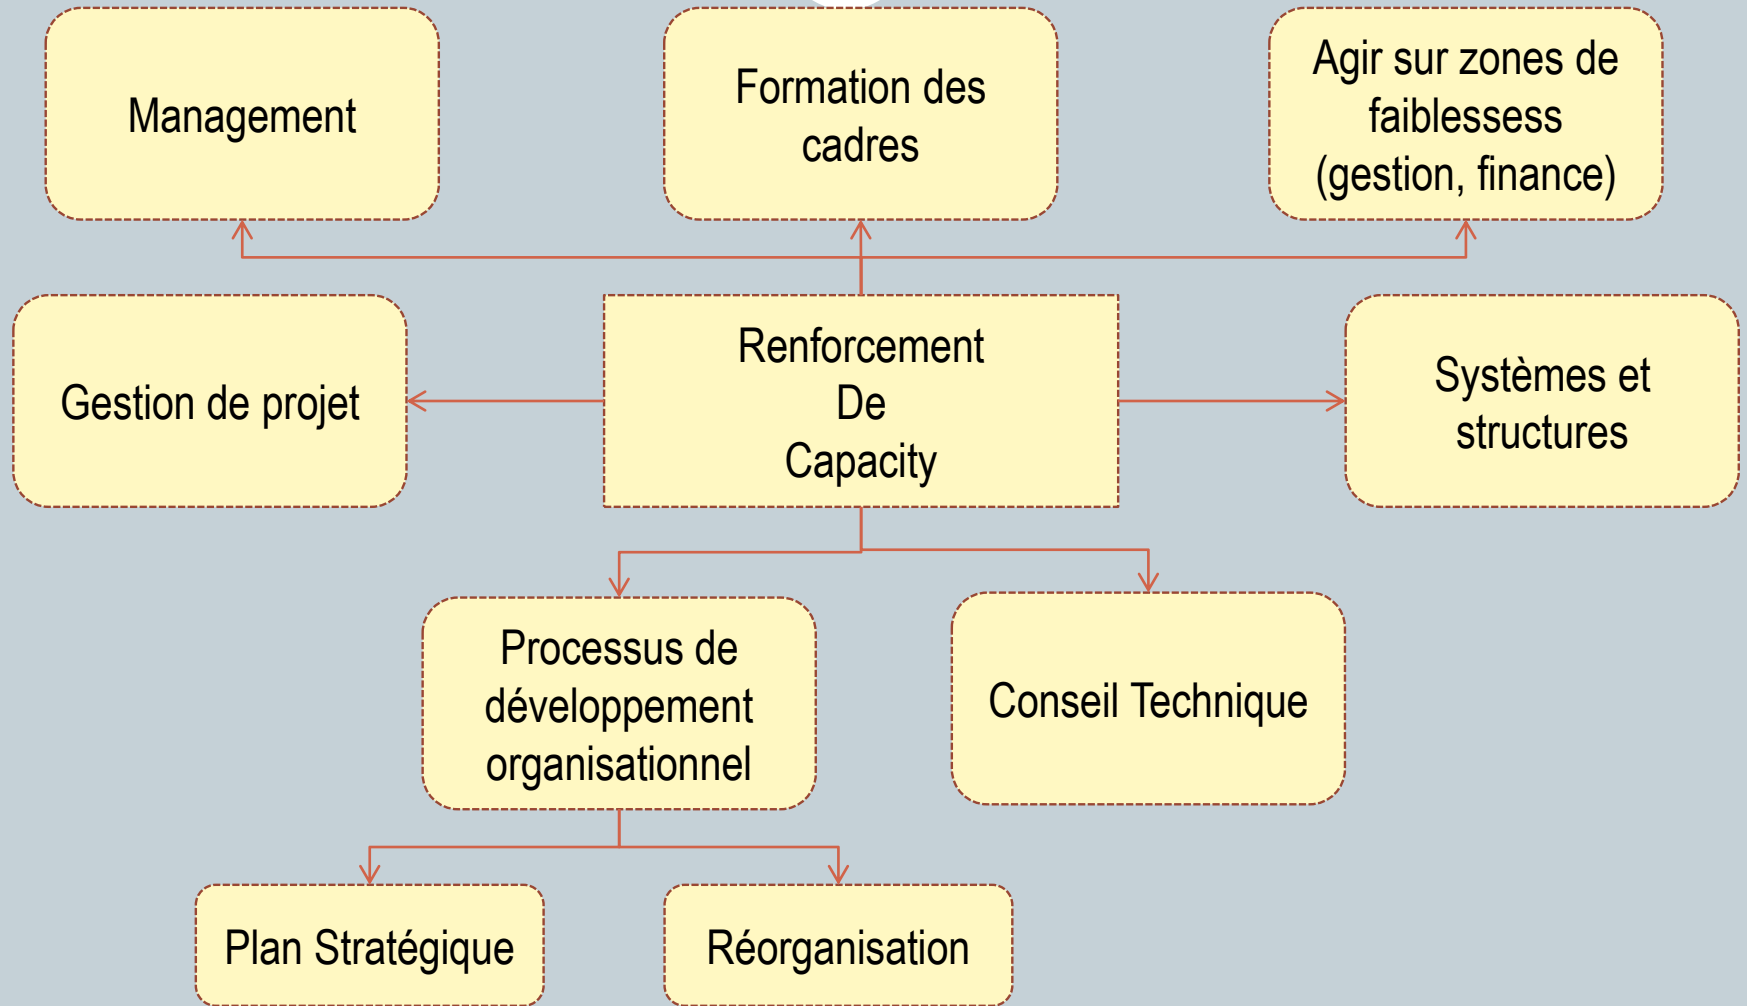 Management
Formation des
cadres
Agir sur zones de
faiblessess
(gestion, finance)
Gestion de projet
Renforcement
De
Capacity
Systèmes et
structures
Processus de
développement
organisationnel
Conseil Technique
Plan Stratégique
Réorganisation